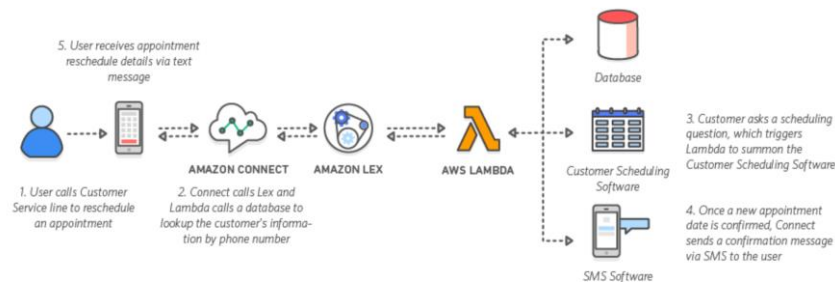 5. User receives appointment
reschedule details via text
message
Database
AMAZON CONNECT
AMAZON LEX
AWS LAMBDA
1. User calls Customer
Service line to reschedule
an appointment
2. Connect calls Lex and
Lambda calls a database to
lookup the customer's informa-
tion by phone number
Customer Scheduling
Software
3. Customer asks a scheduling
question, which triggers
Lambda to summon the
Customer Scheduling Software
SMS Software
4. Once a new appointment
date is confirmed, Connect
sends a confirmation message
via SMS to the user